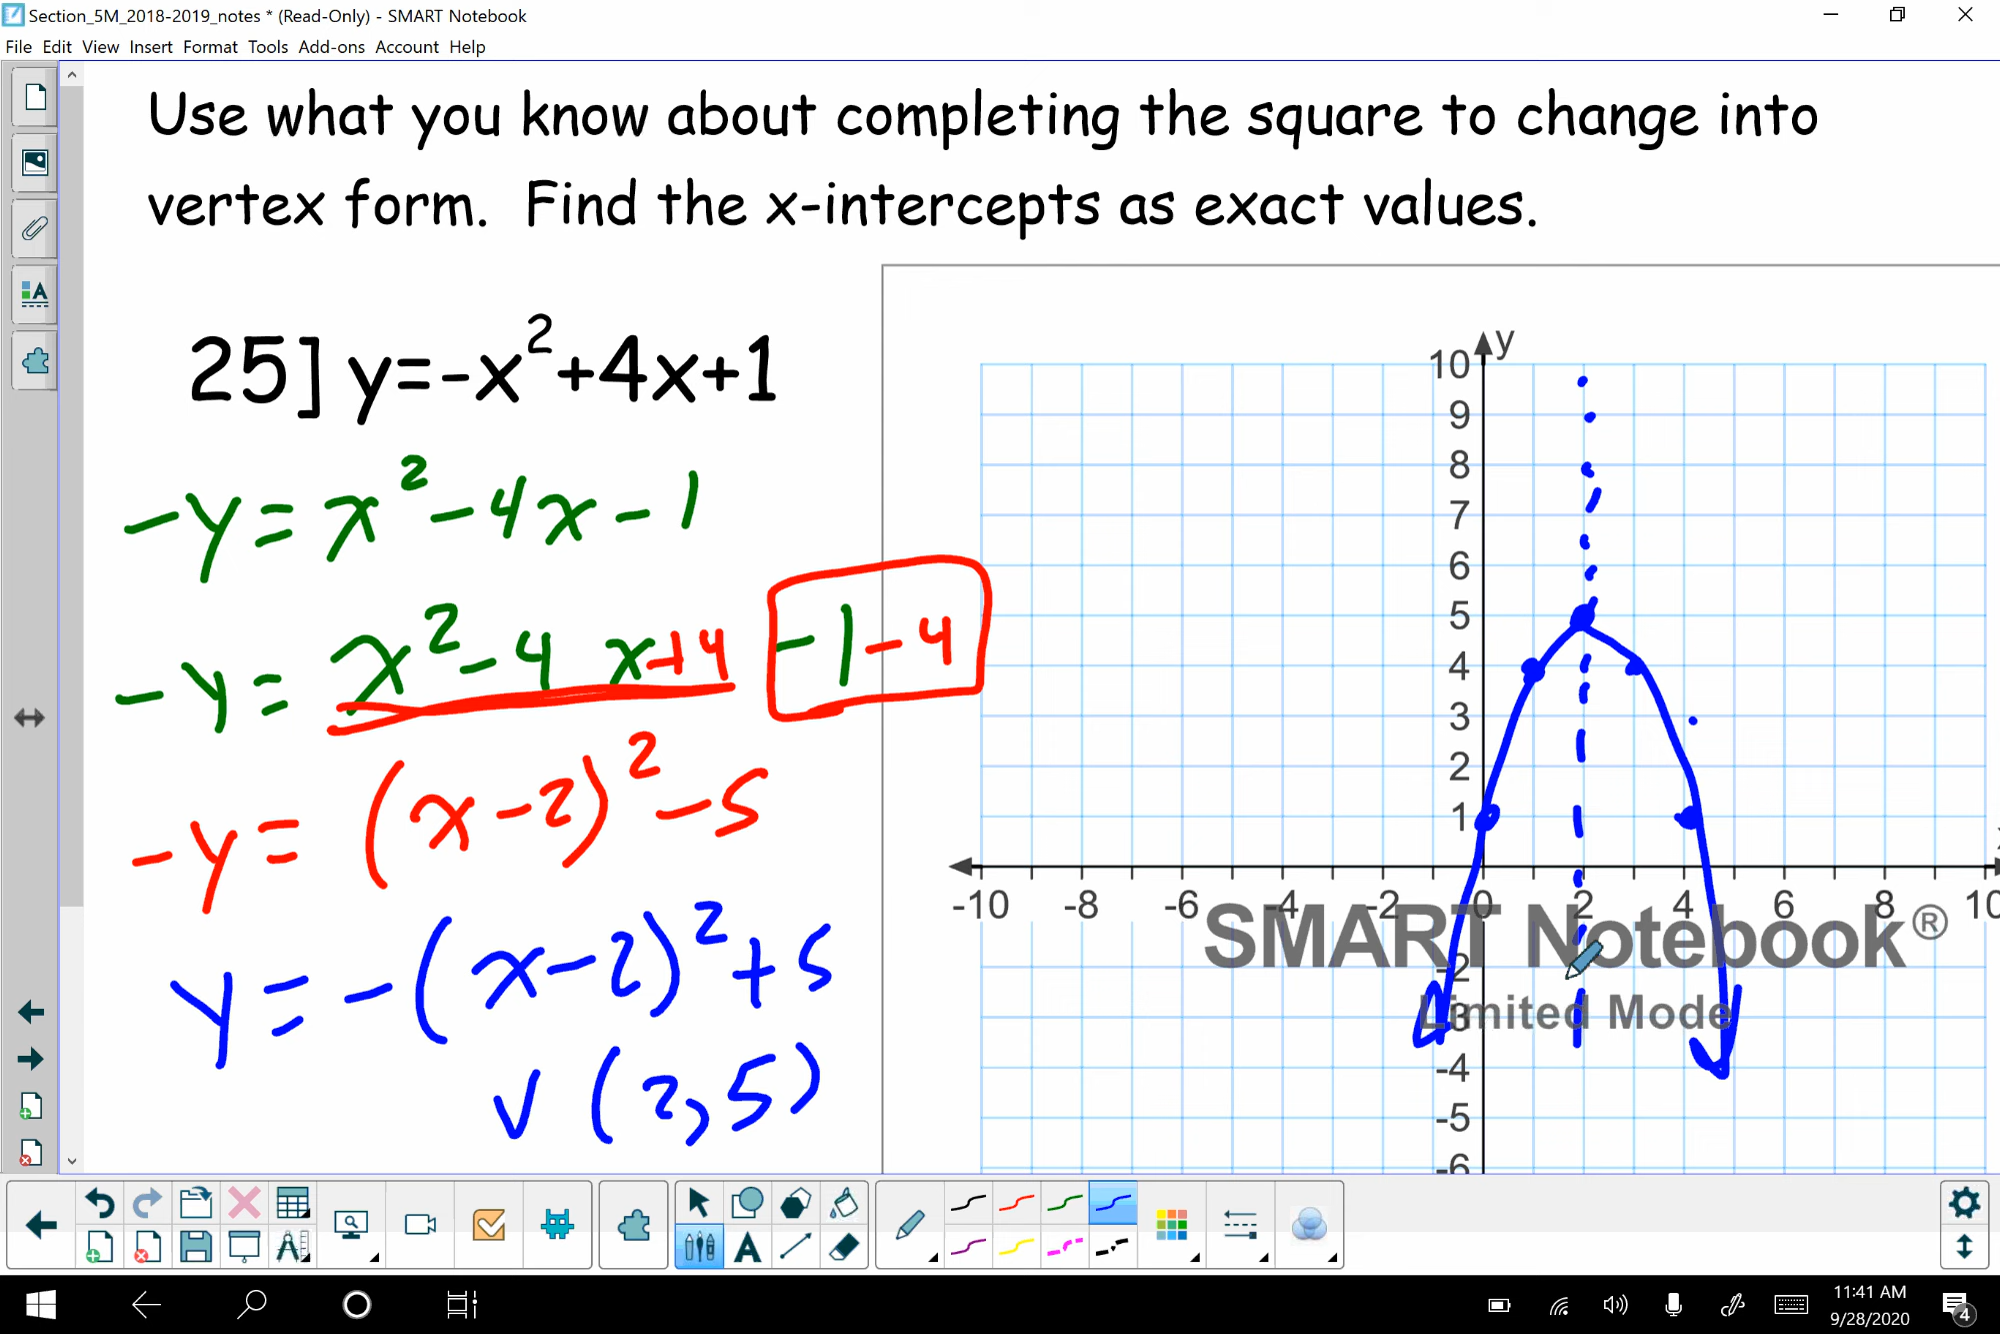 Section_5M_2018-2019_notes * (Read-Only) - SMART Notebook
File Edit View Insert Format Tools Add-ons Account Help
Use what you know about completing the square to change into
vertex form. Find the x-intercepts as exact values.
25] y=-x²+4x+1
-y = x² - 4x - 1
-y = x² - 4x + 4 - 1 - 4
-y = (x-2)² - 5
y = -(x-2)² + 5
V (2,5)
y
10
9
8
7
6
5
4
3
2
1
-10 -8 -6 -4 -2 0 2 4 6 8 10
SMART Notebook®
-2
Limited Mode
-3
-4
-5
-6
A
11:41 AM
9/28/2020
4